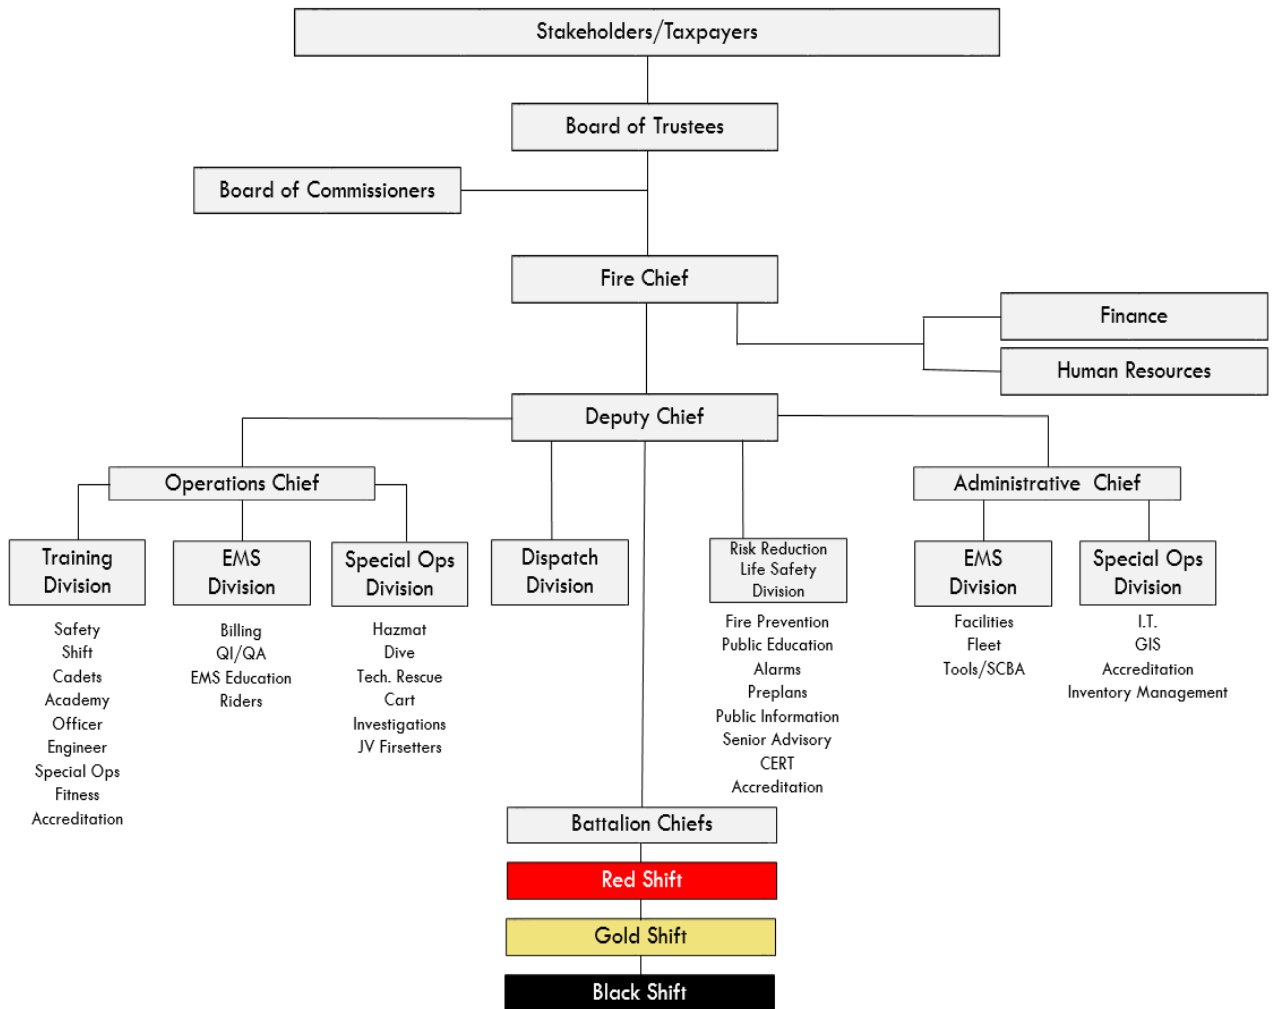 Stakeholders/Taxpayers
Board of Trustees
Board of Commissioners
Fire Chief
Finance
Human Resources
Deputy Chief
Operations Chief
Administrative Chief
Training
Division
Safety
Shift
Cadets
Academy
Officer
Engineer
Special Ops
Fitness
Accreditation
EMS
Division
Billing
QI/QA
EMS Education
Riders
Special Ops
Division
Hazmat
Dive
Tech. Rescue
Cart
Investigations
JV Firsetters
Dispatch
Division
Risk Reduction
Life Safety
Division
Fire Prevention
Public Education
Alarms
Preplans
Public Information
Senior Advisory
CERT
Accreditation
EMS
Division
Facilities
Fleet
Tools/SCBA
Special Ops
Division
I.T.
GIS
Accreditation
Inventory Management
Battalion Chiefs
Red Shift
Gold Shift
Black Shift